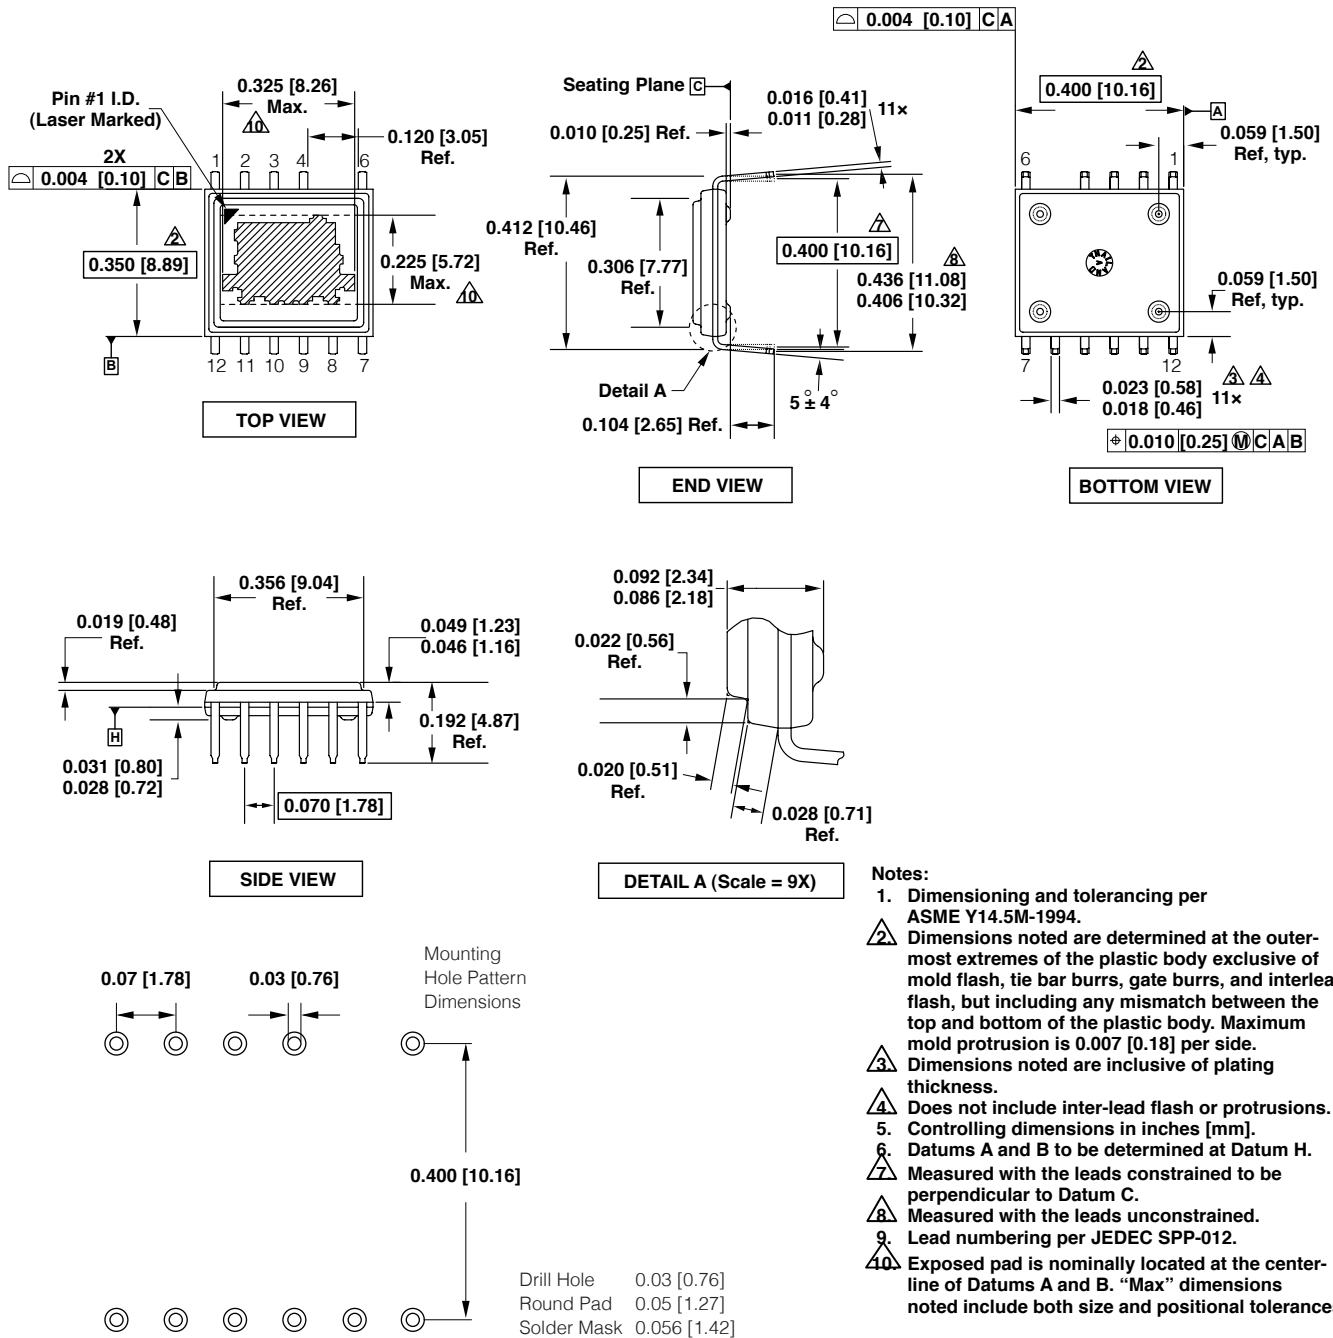 ⌓ 0.004 [0.10] C A
Pin #1 I.D.
(Laser Marked)
0.325 [8.26]
Max.
10
0.120 [3.05]
Ref.
2X
⌓ 0.004 [0.10] C B
1 2 3 4 6
2
0.350 [8.89]
0.225 [5.72]
Max.
10
B
12 11 10 9 8 7
TOP VIEW
Seating Plane C
0.010 [0.25] Ref.
0.016 [0.41]
0.011 [0.28]
11×
0.412 [10.46]
Ref.
0.306 [7.77]
Ref.
7
0.400 [10.16]
8
0.436 [11.08]
0.406 [10.32]
Detail A
5° ± 4°
0.104 [2.65] Ref.
END VIEW
2
0.400 [10.16]
A
0.059 [1.50]
Ref, typ.
6 1
0.059 [1.50]
Ref, typ.
7 12
0.023 [0.58]
0.018 [0.46]
11×
3 4
⌖ 0.010 [0.25] Ⓜ C A B
BOTTOM VIEW
0.356 [9.04]
Ref.
0.019 [0.48]
Ref.
0.049 [1.23]
0.046 [1.16]
0.192 [4.87]
Ref.
H
0.031 [0.80]
0.028 [0.72]
0.070 [1.78]
SIDE VIEW
0.092 [2.34]
0.086 [2.18]
0.022 [0.56]
Ref.
0.020 [0.51]
Ref.
0.028 [0.71]
Ref.
DETAIL A (Scale = 9X)
Mounting
Hole Pattern
Dimensions
0.07 [1.78]
0.03 [0.76]
0.400 [10.16]
Drill Hole 0.03 [0.76]
Round Pad 0.05 [1.27]
Solder Mask 0.056 [1.42]
Notes:
1. Dimensioning and tolerancing per
ASME Y14.5M-1994.
2. Dimensions noted are determined at the outer-
most extremes of the plastic body exclusive of
mold flash, tie bar burrs, gate burrs, and interlea
flash, but including any mismatch between the
top and bottom of the plastic body. Maximum
mold protrusion is 0.007 [0.18] per side.
3. Dimensions noted are inclusive of plating
thickness.
4. Does not include inter-lead flash or protrusions.
5. Controlling dimensions in inches [mm].
6. Datums A and B to be determined at Datum H.
7. Measured with the leads constrained to be
perpendicular to Datum C.
8. Measured with the leads unconstrained.
9. Lead numbering per JEDEC SPP-012.
10. Exposed pad is nominally located at the center-
line of Datums A and B. “Max” dimensions
noted include both size and positional tolerance